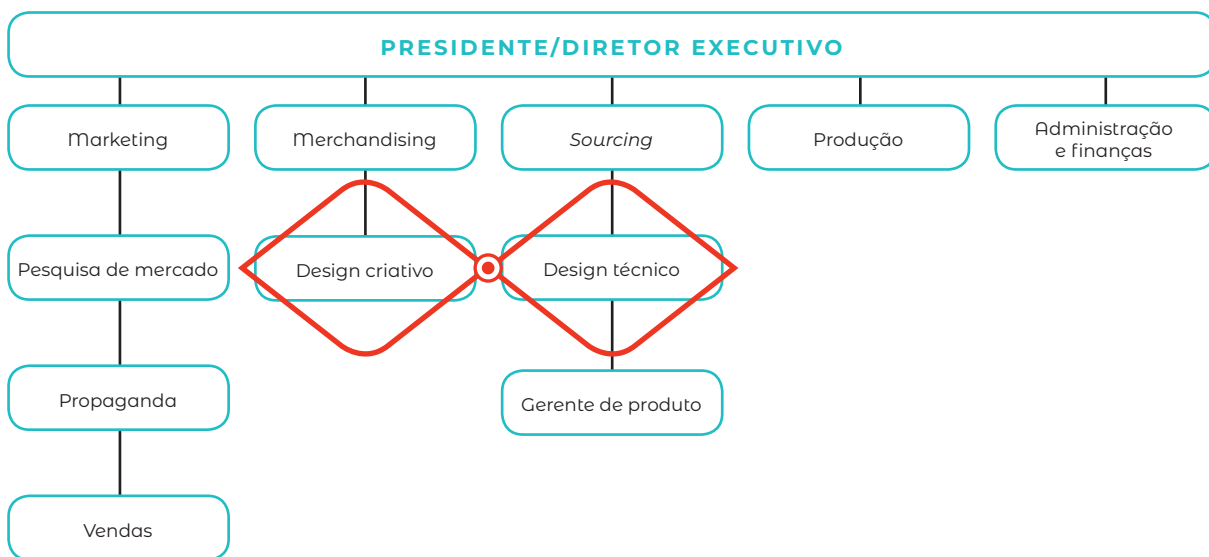 PRESIDENTE/DIRETOR EXECUTIVO
Marketing
Merchandising
Sourcing
Produção
Administração
e finanças
Pesquisa de mercado
Design criativo
Design técnico
Propaganda
Gerente de produto
Vendas